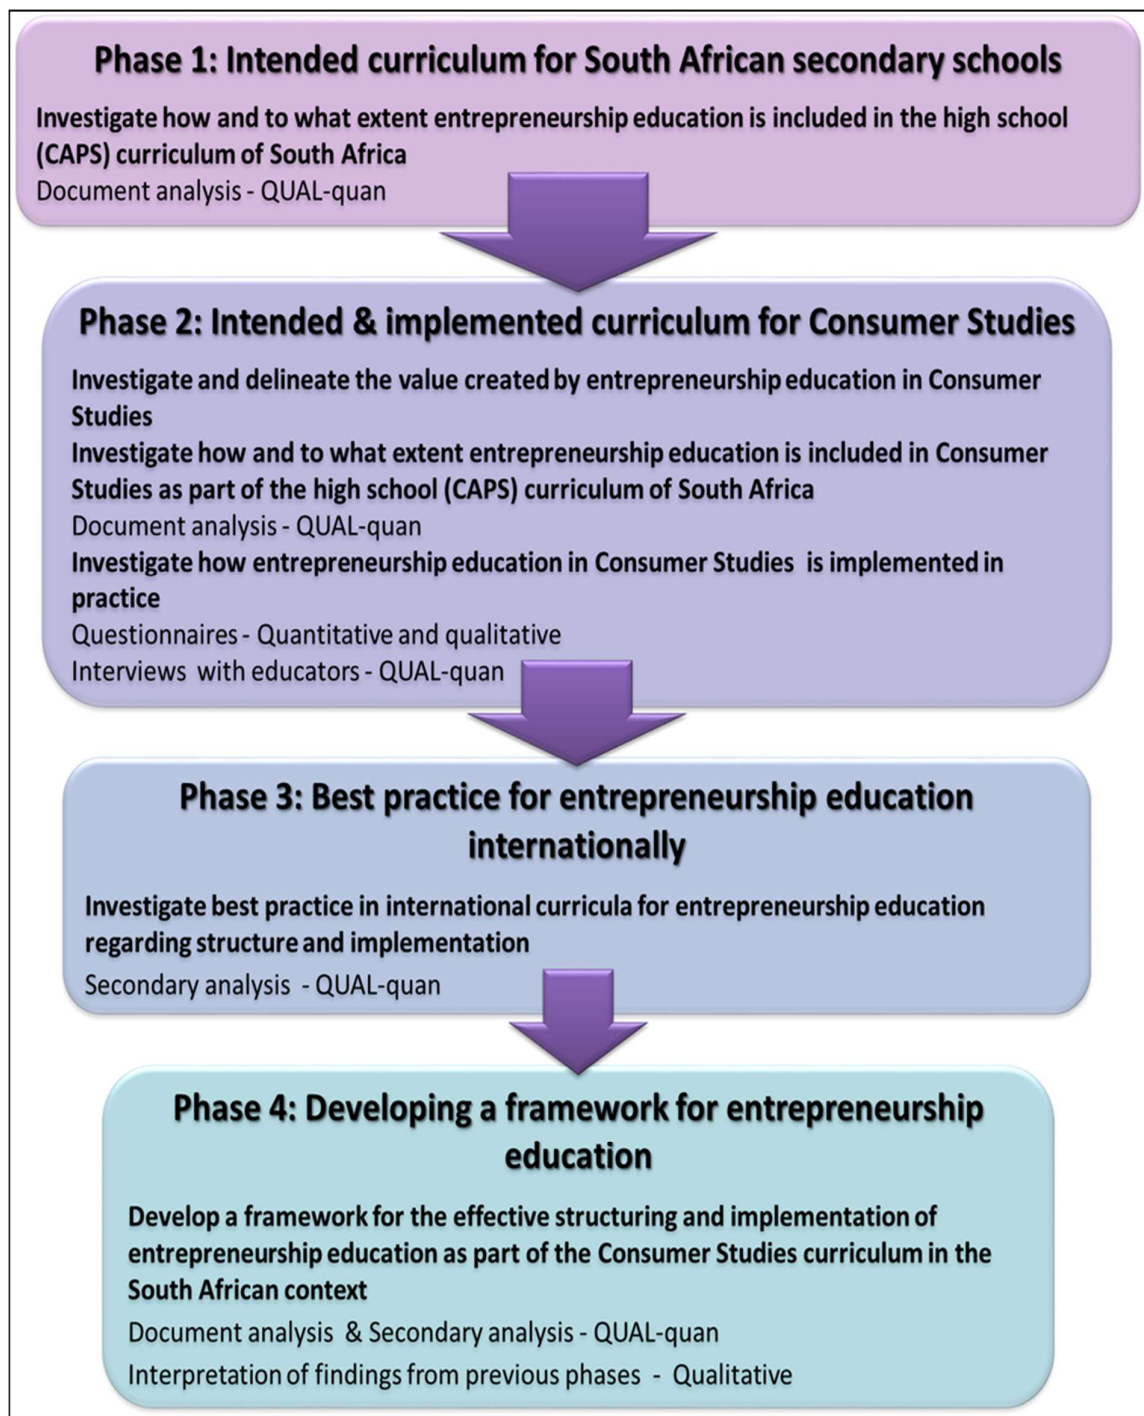 Phase 1: Intended curriculum for South African secondary schools
Investigate how and to what extent entrepreneurship education is included in the high school
(CAPS) curriculum of South Africa
Document analysis - QUAL-quan
Phase 2: Intended & implemented curriculum for Consumer Studies
Investigate and delineate the value created by entrepreneurship education in Consumer
Studies
Investigate how and to what extent entrepreneurship education is included in Consumer
Studies as part of the high school (CAPS) curriculum of South Africa
Document analysis - QUAL-quan
Investigate how entrepreneurship education in Consumer Studies is implemented in
practice
Questionnaires - Quantitative and qualitative
Interviews with educators - QUAL-quan
Phase 3: Best practice for entrepreneurship education
internationally
Investigate best practice in international curricula for entrepreneurship education
regarding structure and implementation
Secondary analysis - QUAL-quan
Phase 4: Developing a framework for entrepreneurship
education
Develop a framework for the effective structuring and implementation of
entrepreneurship education as part of the Consumer Studies curriculum in the
South African context
Document analysis & Secondary analysis - QUAL-quan
Interpretation of findings from previous phases - Qualitative